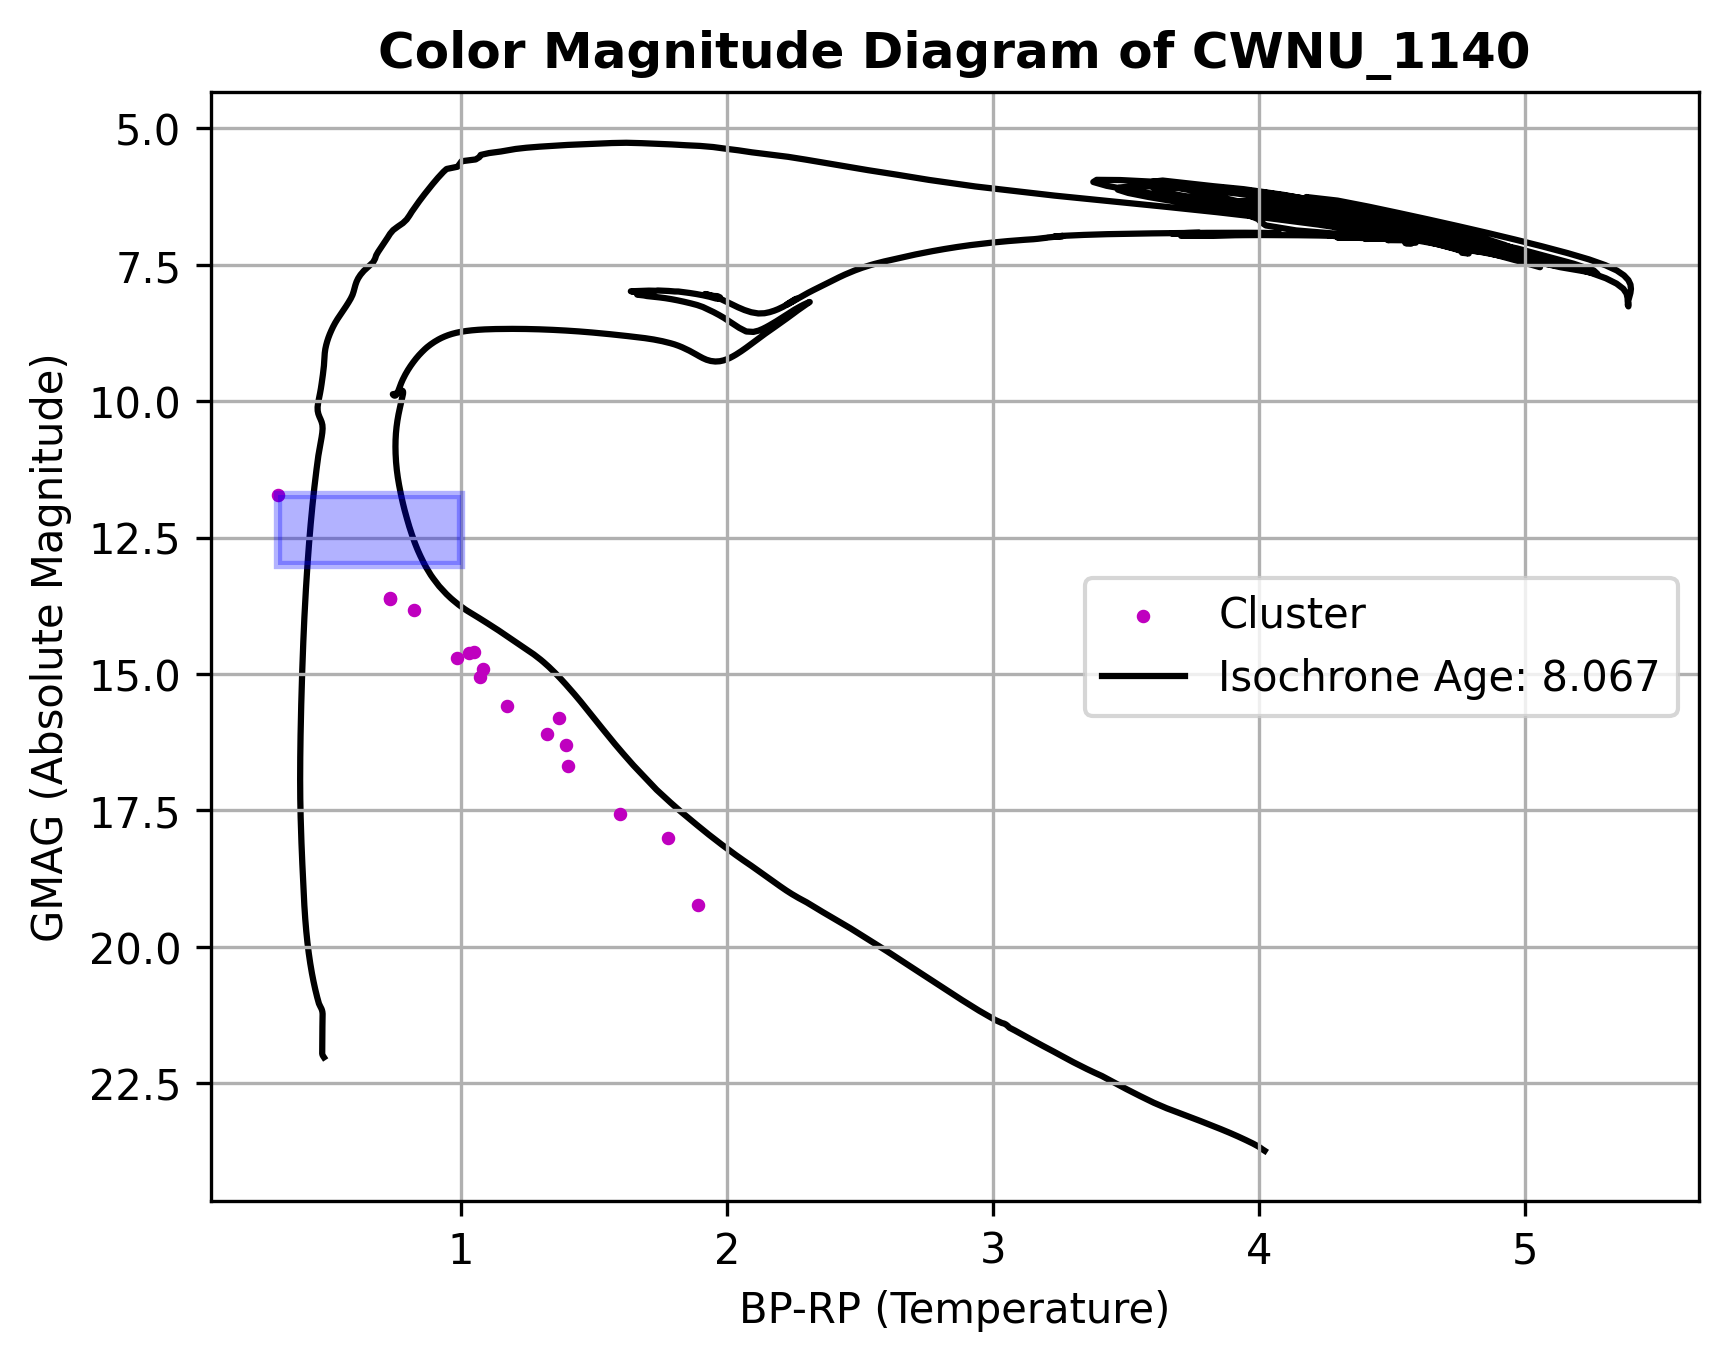 Color Magnitude Diagram of CWNU_1140
GMAG (Absolute Magnitude)
5.0
7.5
10.0
12.5
15.0
17.5
20.0
22.5
Cluster
Isochrone Age: 8.067
1 2 3 4 5
BP-RP (Temperature)